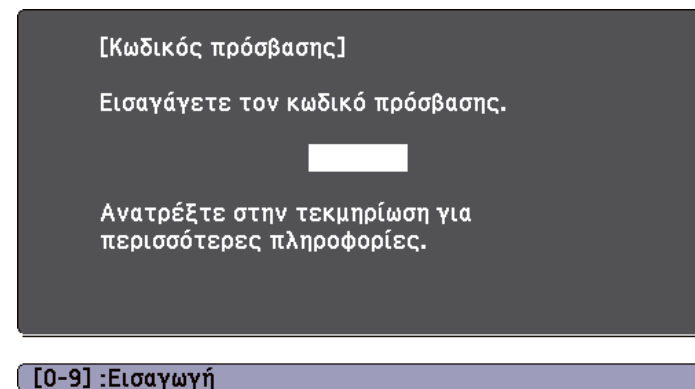 [Κωδικός πρόσβασης]
Εισαγάγετε τον κωδικό πρόσβασης.
Ανατρέξτε στην τεκμηρίωση για
περισσότερες πληροφορίες.
[0-9] :Εισαγωγή